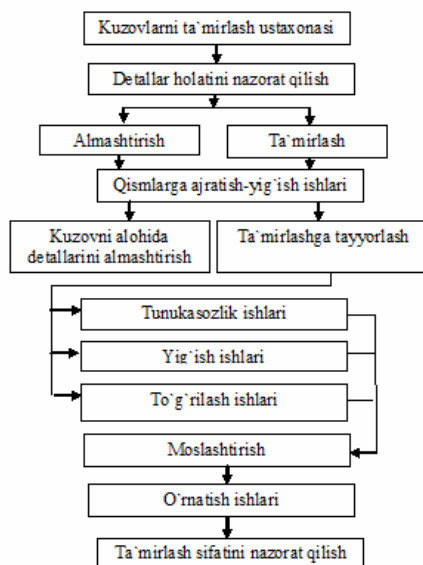 Kuzovlarni ta`mirlash ustaxonasi
Detallar holatini nazorat qilish
Almashtirish
Ta`mirlash
Qismlarga ajratish-yig`ish ishlari
Kuzovni alohida
detallarini almashtirish
Ta`mirlashga tayyorlash
Tunukasozlik ishlari
Yig`ish ishlari
To`g`rilash ishlari
Moslashtirish
O`rnatish ishlari
Ta`mirlash sifatini nazorat qilish